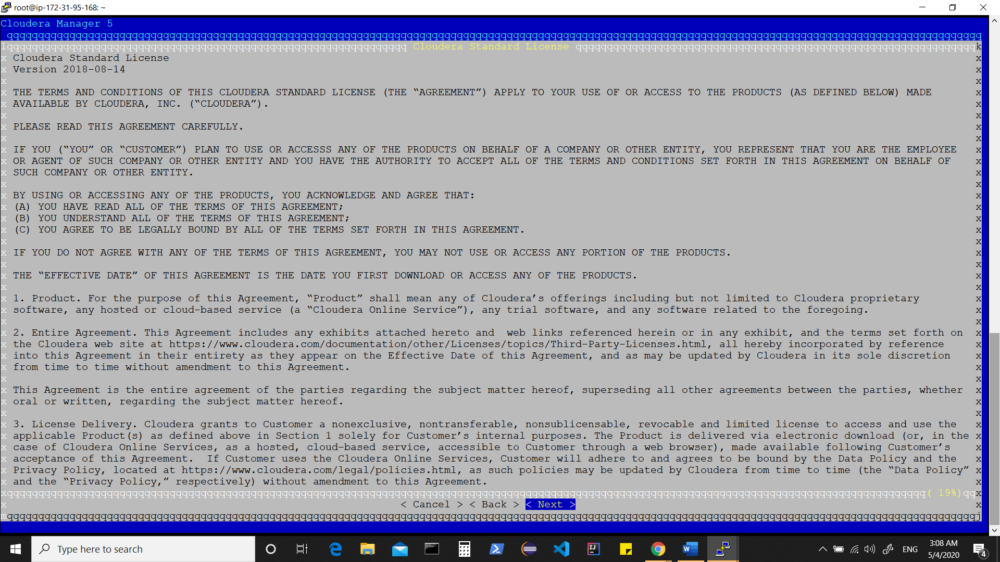 root@ip-172-31-95-168: ~
Cloudera Manager 5
Cloudera Standard License
Cloudera Standard License
Version 2018-08-14
THE TERMS AND CONDITIONS OF THIS CLOUDERA STANDARD LICENSE (THE “AGREEMENT”) APPLY TO YOUR USE OF OR ACCESS TO THE PRODUCTS (AS DEFINED BELOW) MADE
AVAILABLE BY CLOUDERA, INC. (“CLOUDERA”).
PLEASE READ THIS AGREEMENT CAREFULLY.
IF YOU (“YOU” OR “CUSTOMER”) PLAN TO USE OR ACCESSS ANY OF THE PRODUCTS ON BEHALF OF A COMPANY OR OTHER ENTITY, YOU REPRESENT THAT YOU ARE THE EMPLOYEE
OR AGENT OF SUCH COMPANY OR OTHER ENTITY AND YOU HAVE THE AUTHORITY TO ACCEPT ALL OF THE TERMS AND CONDITIONS SET FORTH IN THIS AGREEMENT ON BEHALF OF
SUCH COMPANY OR OTHER ENTITY.
BY USING OR ACCESSING ANY OF THE PRODUCTS, YOU ACKNOWLEDGE AND AGREE THAT:
(A) YOU HAVE READ ALL OF THE TERMS OF THIS AGREEMENT;
(B) YOU UNDERSTAND ALL OF THE TERMS OF THIS AGREEMENT;
(C) YOU AGREE TO BE LEGALLY BOUND BY ALL OF THE TERMS SET FORTH IN THIS AGREEMENT.
IF YOU DO NOT AGREE WITH ANY OF THE TERMS OF THIS AGREEMENT, YOU MAY NOT USE OR ACCESS ANY PORTION OF THE PRODUCTS.
THE “EFFECTIVE DATE” OF THIS AGREEMENT IS THE DATE YOU FIRST DOWNLOAD OR ACCESS ANY OF THE PRODUCTS.
1. Product. For the purpose of this Agreement, “Product” shall mean any of Cloudera’s offerings including but not limited to Cloudera proprietary
software, any hosted or cloud-based service (a “Cloudera Online Service”), any trial software, and any software related to the foregoing.
2. Entire Agreement. This Agreement includes any exhibits attached hereto and  web links referenced herein or in any exhibit, and the terms set forth on
the Cloudera web site at https://www.cloudera.com/documentation/other/Licenses/topics/Third-Party-Licenses.html, all hereby incorporated by reference
into this Agreement in their entirety as they appear on the Effective Date of this Agreement, and as may be updated by Cloudera in its sole discretion
from time to time without amendment to this Agreement.
This Agreement is the entire agreement of the parties regarding the subject matter hereof, superseding all other agreements between the parties, whether
oral or written, regarding the subject matter hereof.
3. License Delivery. Cloudera grants to Customer a nonexclusive, nontransferable, nonsublicensable, revocable and limited license to access and use the
applicable Product(s) as defined above in Section 1 solely for Customer’s internal purposes. The Product is delivered via electronic download (or, in the
case of Cloudera Online Services, as a hosted, cloud-based service, accessible to Customer through a web browser), made available following Customer’s
acceptance of this Agreement.  If Customer uses the Cloudera Online Services, Customer will adhere to and agrees to be bound by the Data Policy and the
Privacy Policy, located at https://www.cloudera.com/legal/policies.html, as such policies may be updated by Cloudera from time to time (the “Data Policy”
and the “Privacy Policy,” respectively) without amendment to this Agreement.
( 19%)
< Cancel > < Back > < Next >
Type here to search
ENG
3:08 AM
5/4/2020
4